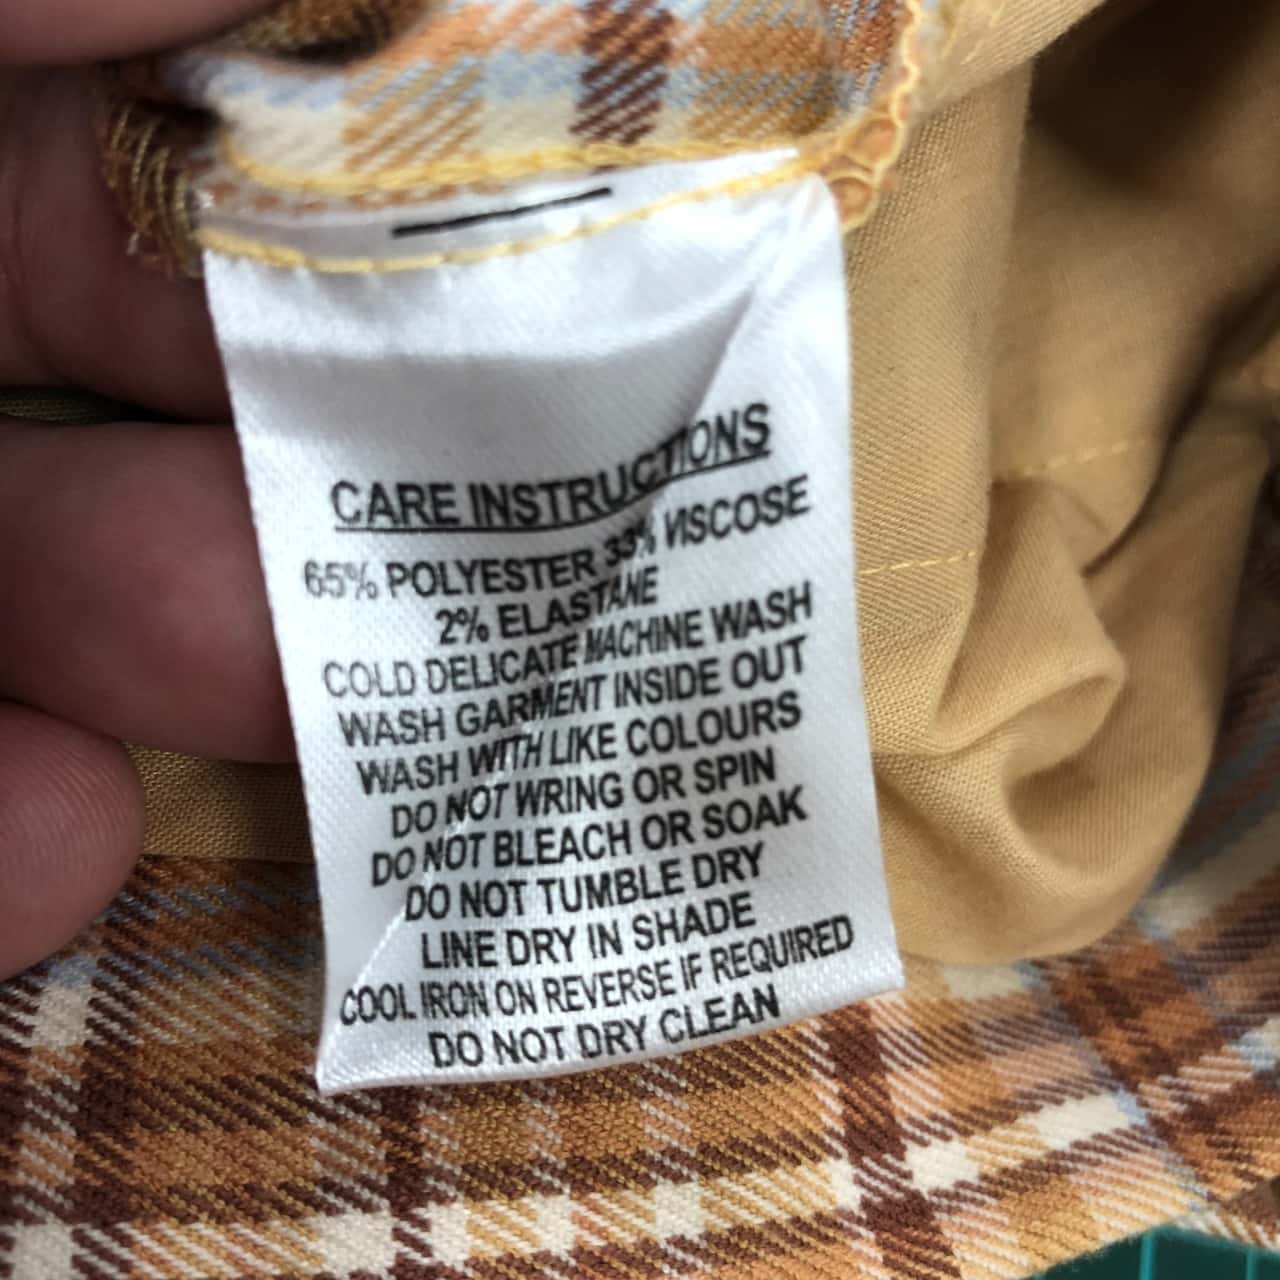 CARE INSTRUCTIONS
65% POLYESTER 33% VISCOSE
2% ELASTANE
COLD DELICATE MACHINE WASH
WASH GARMENT INSIDE OUT
WASH WITH LIKE COLOURS
DO NOT WRING OR SPIN
DO NOT BLEACH OR SOAK
DO NOT TUMBLE DRY
LINE DRY IN SHADE
COOL IRON ON REVERSE IF REQUIRED
DO NOT DRY CLEAN